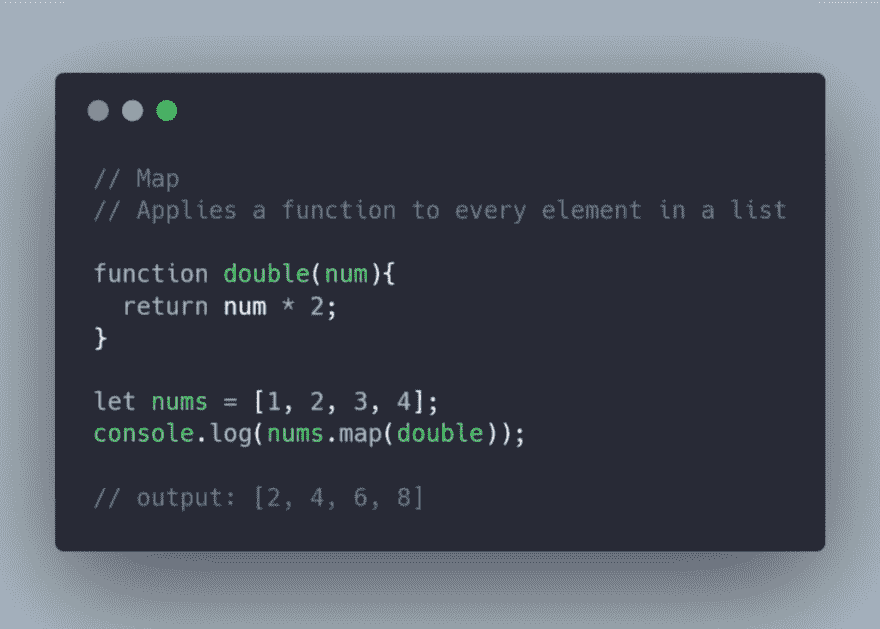 // Map
// Applies a function to every element in a list
function double(num){
  return num * 2;
}
let nums = [1, 2, 3, 4];
console.log(nums.map(double));
// output: [2, 4, 6, 8]